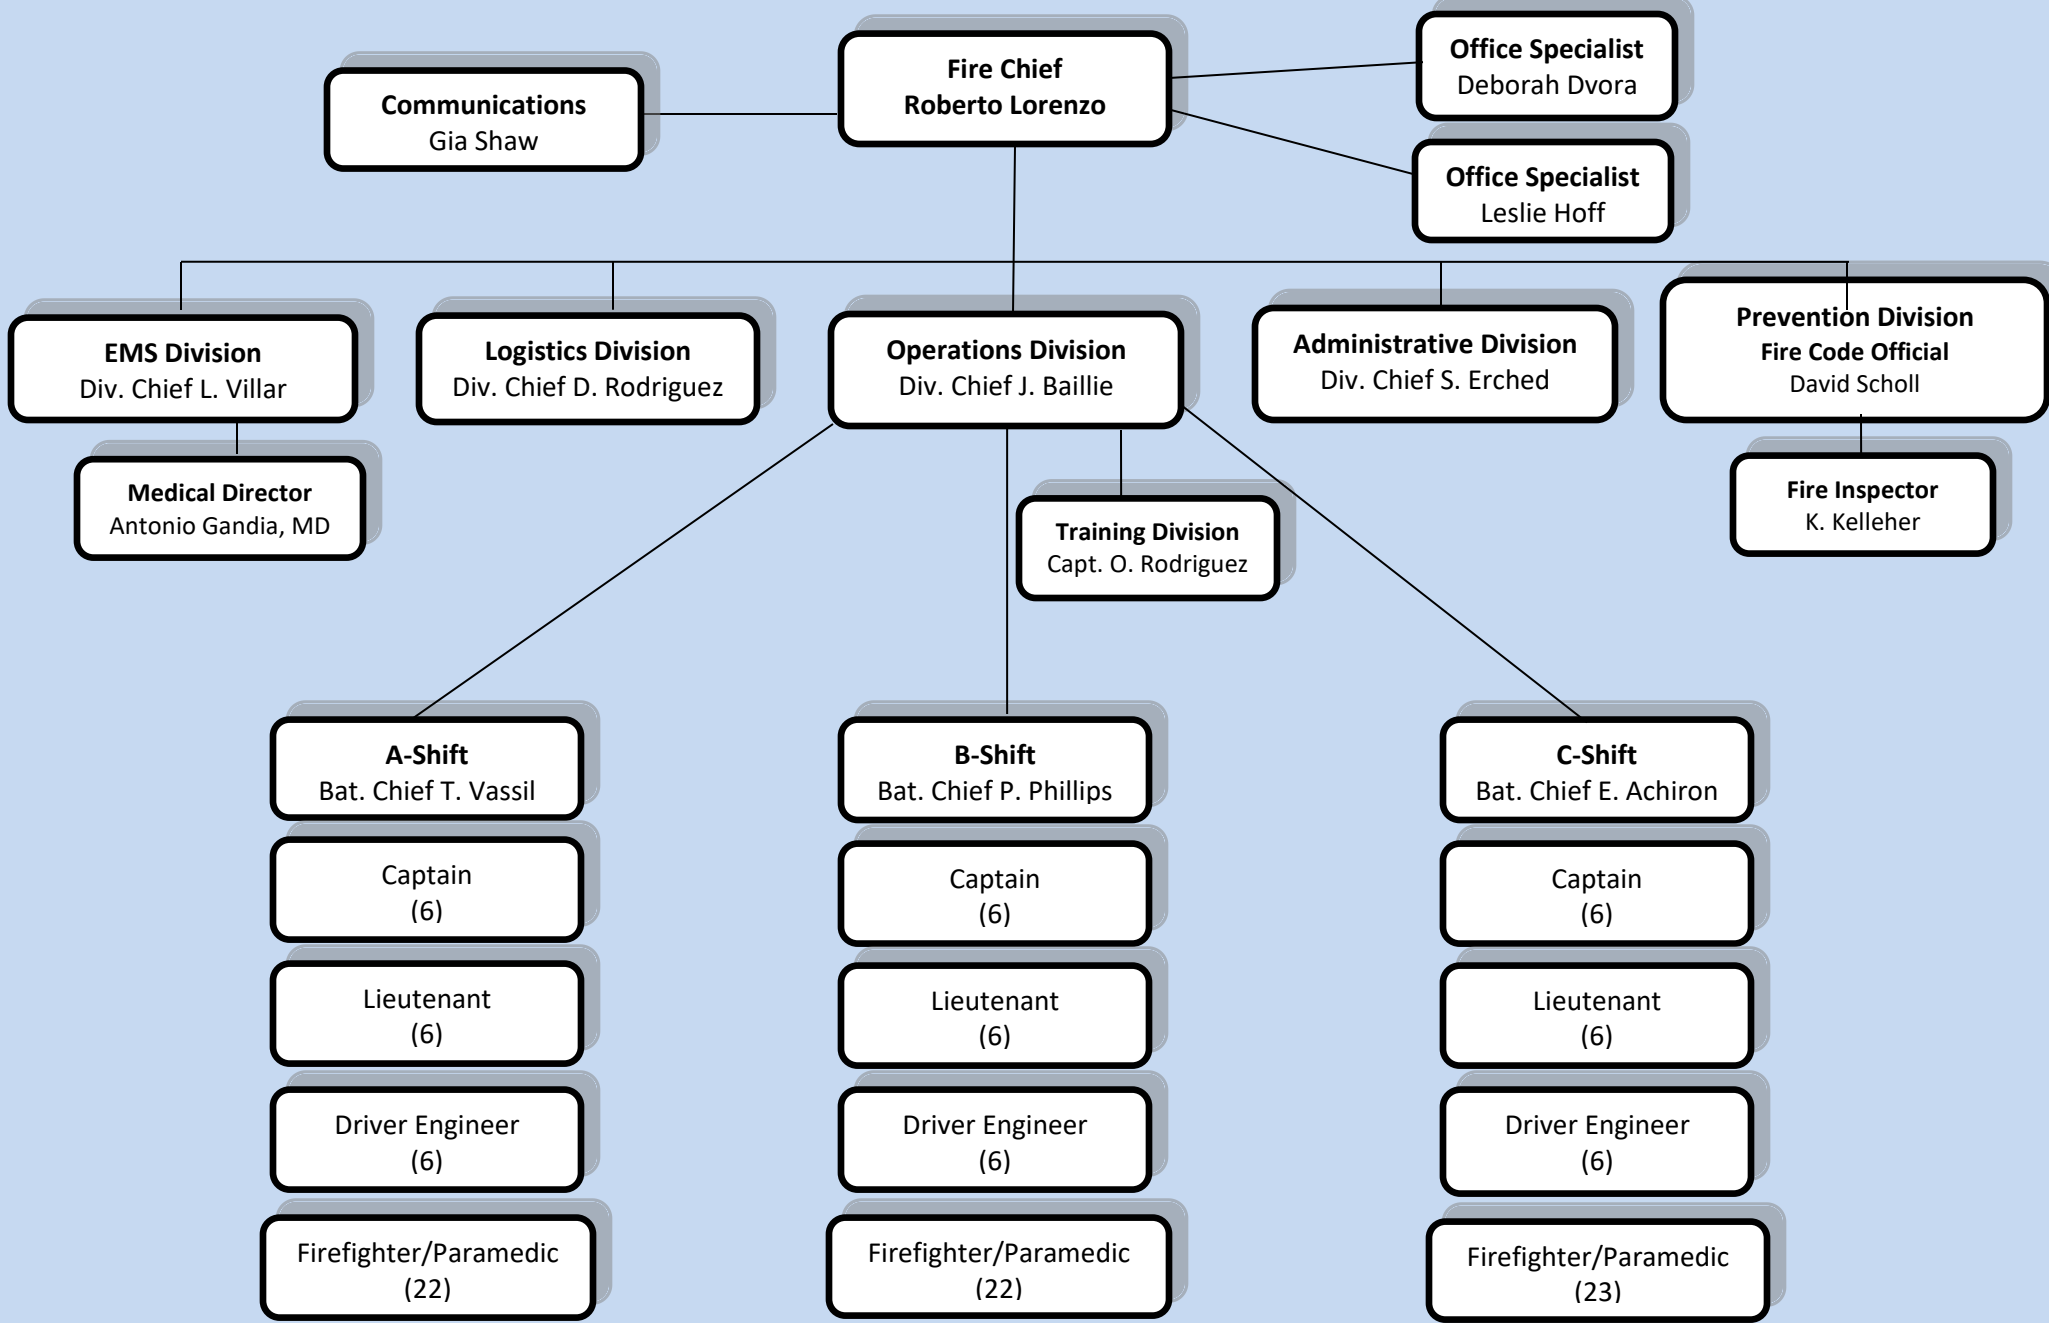 Fire Chief
Roberto Lorenzo
Communications
Gia Shaw
Office Specialist
Deborah Dvora
Office Specialist
Leslie Hoff
EMS Division
Div. Chief L. Villar
Logistics Division
Div. Chief D. Rodriguez
Operations Division
Div. Chief J. Baillie
Administrative Division
Div. Chief S. Erched
Prevention Division
Fire Code Official
David Scholl
Medical Director
Antonio Gandia, MD
Training Division
Capt. O. Rodriguez
Fire Inspector
K. Kelleher
A-Shift
Bat. Chief T. Vassil
Captain
(6)
Lieutenant
(6)
Driver Engineer
(6)
Firefighter/Paramedic
(22)
B-Shift
Bat. Chief P. Phillips
Captain
(6)
Lieutenant
(6)
Driver Engineer
(6)
Firefighter/Paramedic
(22)
C-Shift
Bat. Chief E. Achiron
Captain
(6)
Lieutenant
(6)
Driver Engineer
(6)
Firefighter/Paramedic
(23)